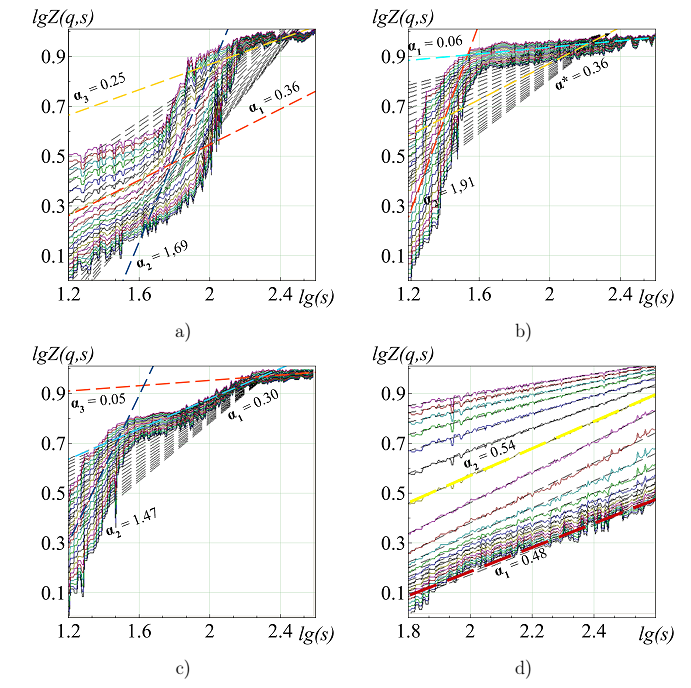 lgZ(q,s)
0.9
0.7
0.5
0.3
0.1
1.2
1.6
2
2.4
lg(s)
α₃ = 0.25
α₁ = 0.36
α₂ = 1,69
a)
lgZ(q,s)
0.9
0.7
0.5
0.3
0.1
1.2
1.6
2
2.4
lg(s)
α₁ = 0.06
α* = 0.36
α₂ = 1,91
b)
lgZ(q,s)
0.9
0.7
0.5
0.3
0.1
1.2
1.6
2
2.4
lg(s)
α₃ = 0.05
α₁ = 0.30
α₂ = 1.47
c)
lgZ(q,s)
0.9
0.7
0.5
0.3
0.1
1.8
2
2.2
2.4
lg(s)
α₂ = 0.54
α₁ = 0.48
d)